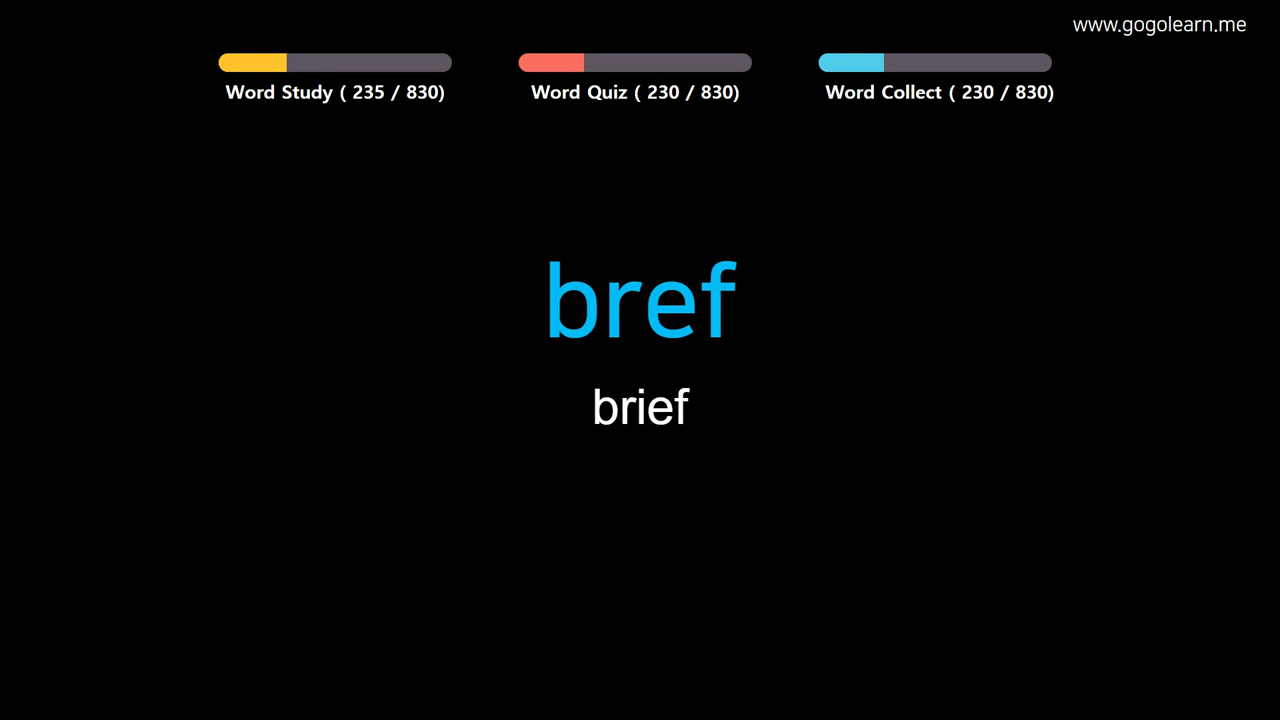 www.gogolearn.me
Word Study ( 235 / 830)
Word Quiz ( 230 / 830)
Word Collect ( 230 / 830)
bref
brief